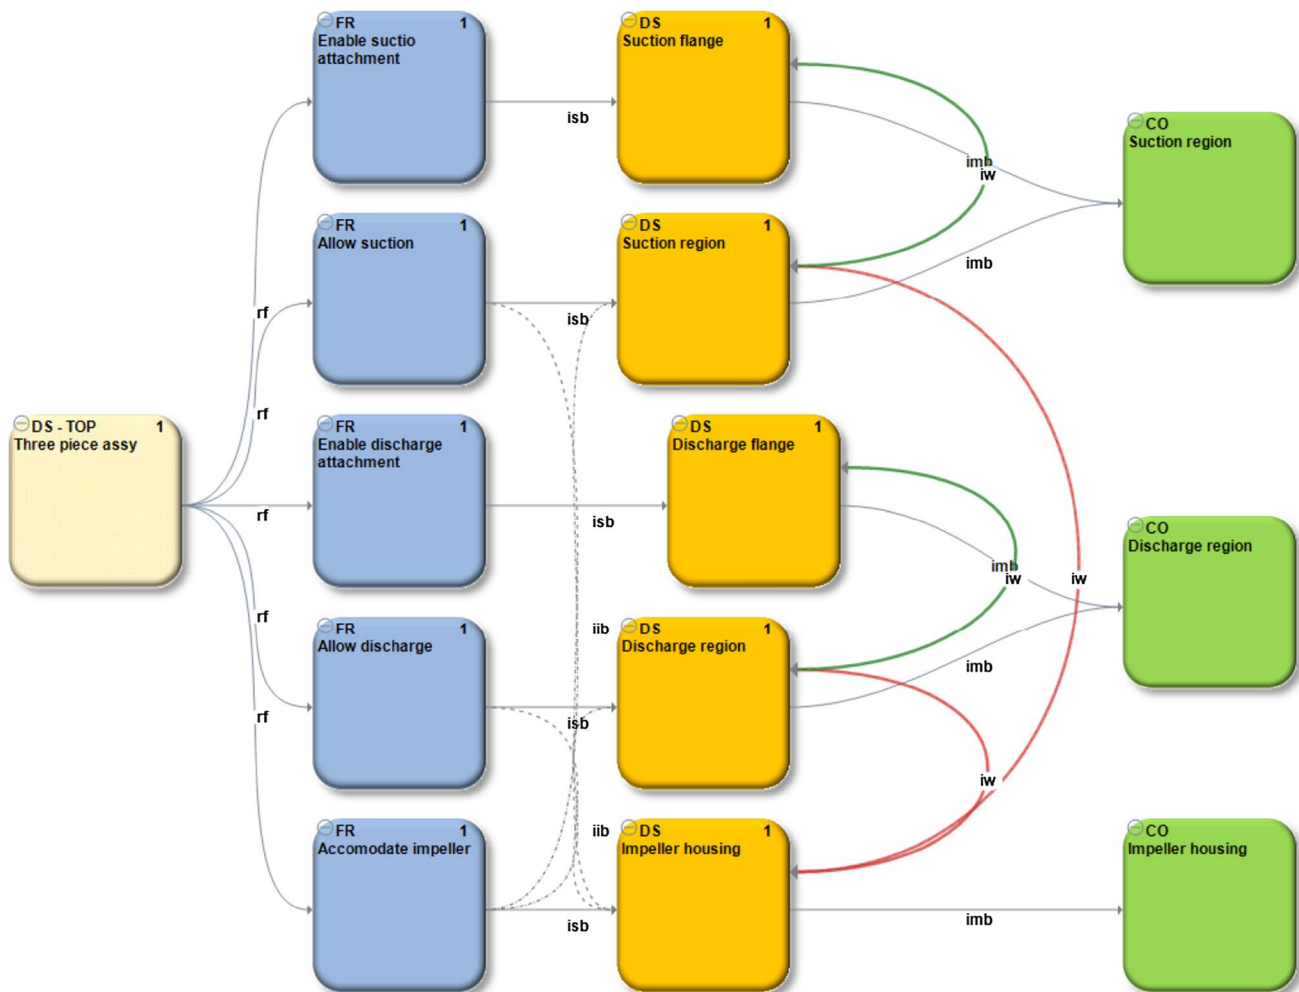 FR 1
Enable suctio
attachment
DS 1
Suction flange
CO
Suction region
isb
imb
iw
FR 1
Allow suction
DS 1
Suction region
imb
rf
isb
rf
DS - TOP 1
Three piece assy
FR 1
Enable discharge
attachment
DS 1
Discharge flange
CO
Discharge region
rf
isb
imb
iw
iw
rf
FR 1
Allow discharge
iib
DS 1
Discharge region
imb
rf
isb
iw
FR 1
Accomodate impeller
iib
DS 1
Impeller housing
CO
Impeller housing
isb
imb